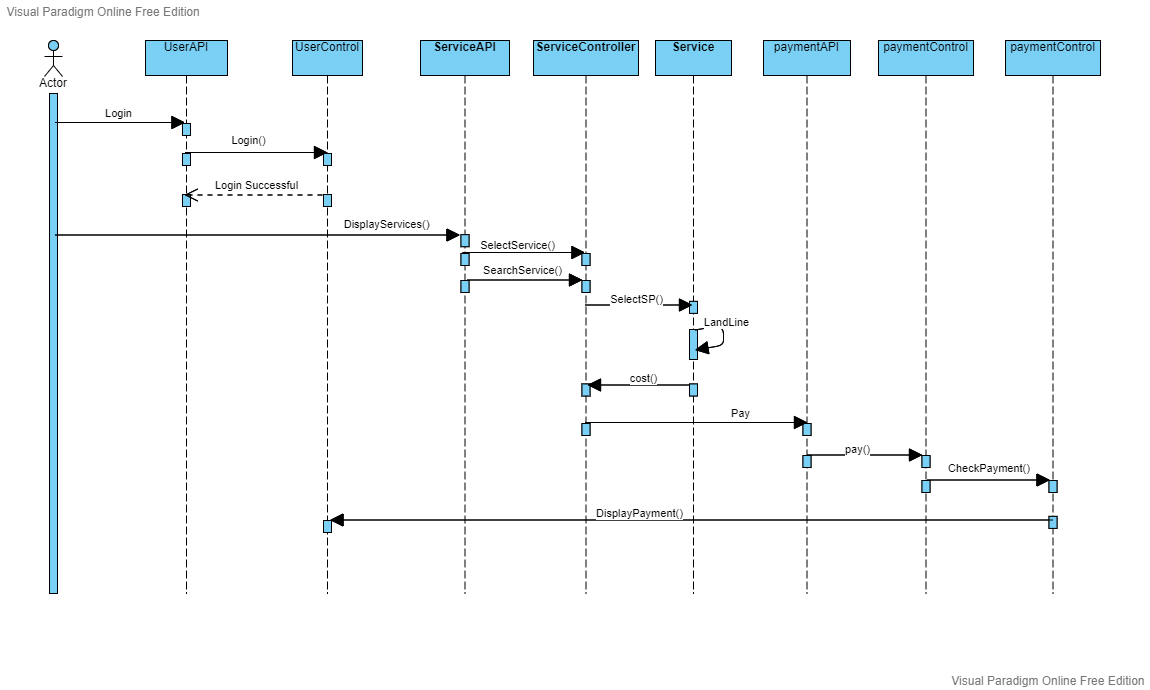 Visual Paradigm Online Free Edition
UserAPI
UserControl
ServiceAPI
ServiceController
Service
paymentAPI
paymentControl
paymentControl
Actor
Login
Login()
Login Successful
DisplayServices()
SelectService()
SearchService()
SelectSP()
LandLine
cost()
Pay
pay()
CheckPayment()
DisplayPayment()
Visual Paradigm Online Free Edition